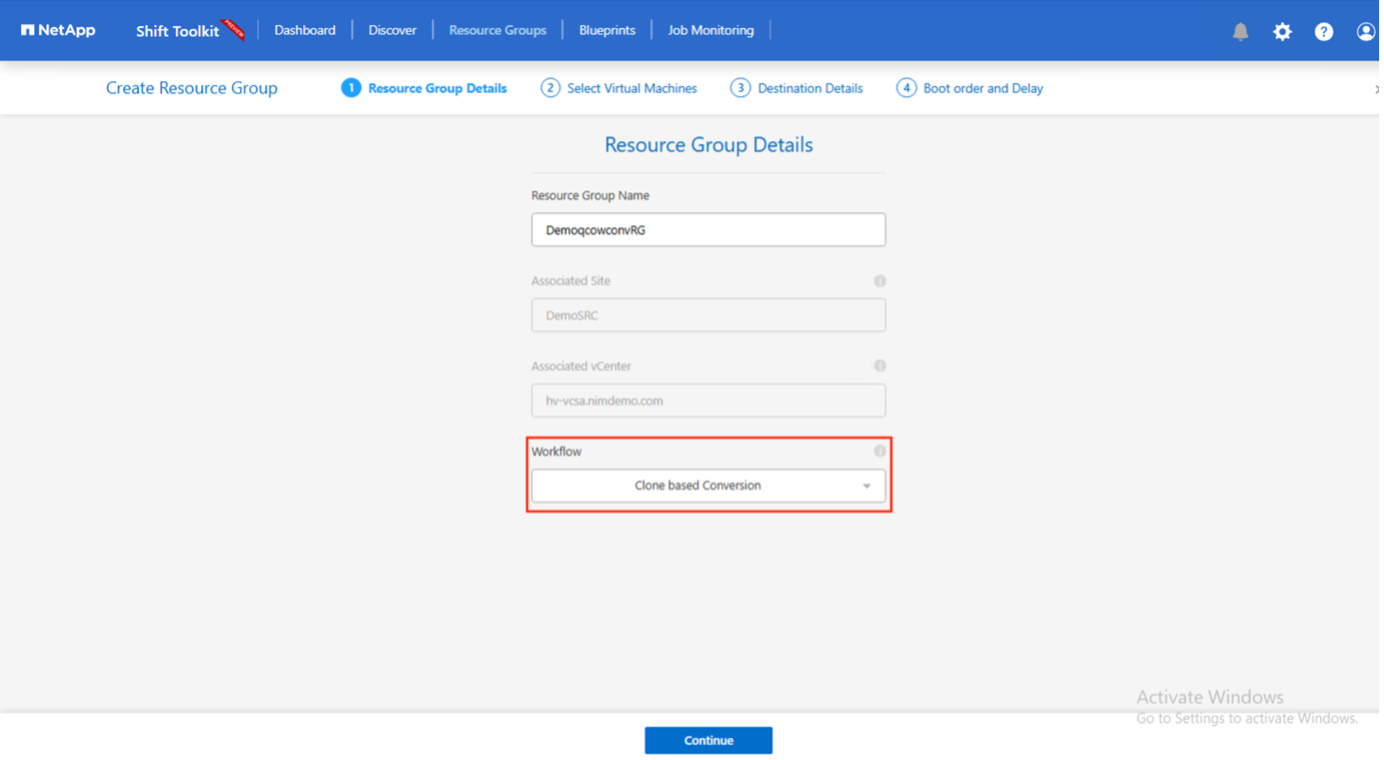 NetApp Shift Toolkit PREVIEW Dashboard Discover Resource Groups Blueprints Job Monitoring
Create Resource Group 1 Resource Group Details 2 Select Virtual Machines 3 Destination Details 4 Boot order and Delay
Resource Group Details
Resource Group Name
DemoqcowconvRG
Associated Site
DemoSRC
Associated vCenter
hv-vcsa.nimdemo.com
Workflow
Clone based Conversion
Activate Windows
Go to Settings to activate Windows.
Continue